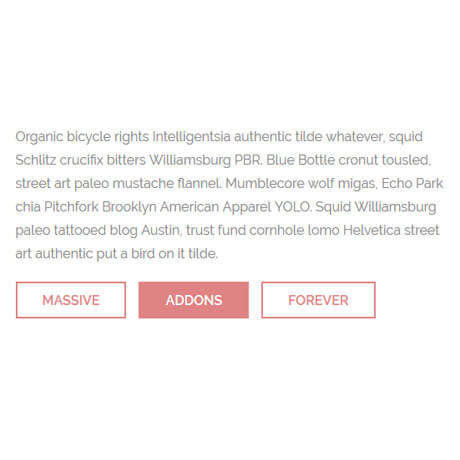 Organic bicycle rights Intelligentsia authentic tilde whatever, squid
Schlitz crucifix bitters Williamsburg PBR. Blue Bottle cronut tousled,
street art paleo mustache flannel. Mumblecore wolf migas, Echo Park
chia Pitchfork Brooklyn American Apparel YOLO. Squid Williamsburg
paleo tattooed blog Austin, trust fund cornhole lomo Helvetica street
art authentic put a bird on it tilde.
MASSIVE ADDONS FOREVER